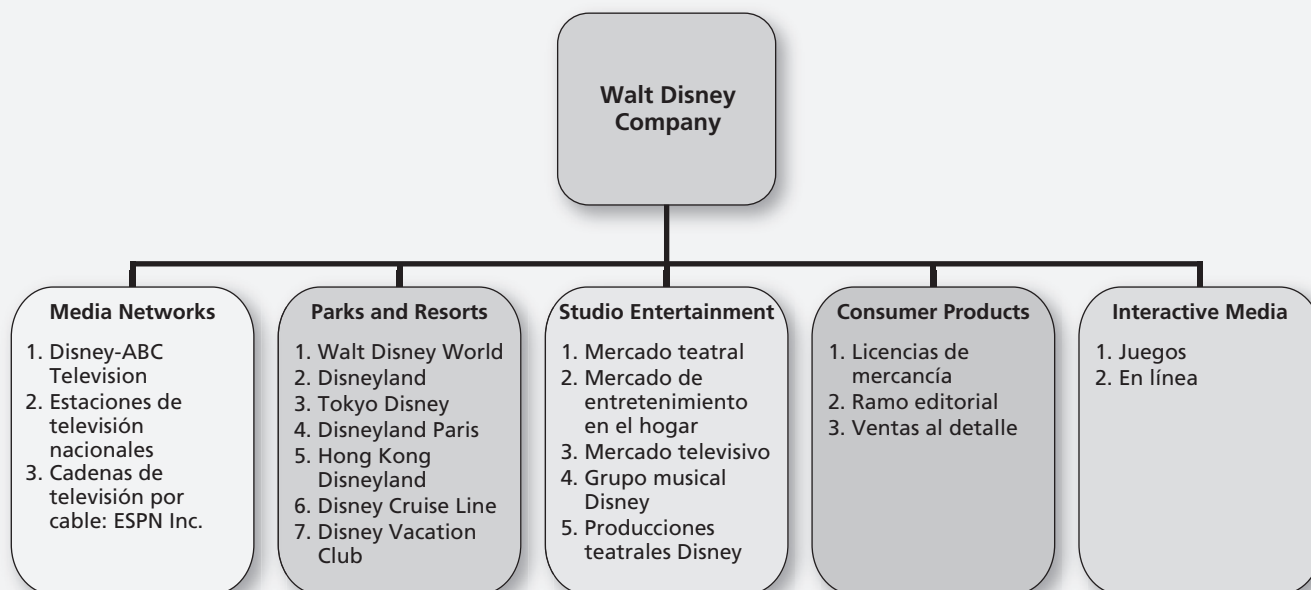 Walt Disney
Company
Media Networks
1. Disney-ABC
Television
2. Estaciones de
televisión
nacionales
3. Cadenas de
televisión por
cable: ESPN Inc.
Parks and Resorts
1. Walt Disney World
2. Disneyland
3. Tokyo Disney
4. Disneyland Paris
5. Hong Kong
Disneyland
6. Disney Cruise Line
7. Disney Vacation
Club
Studio Entertainment
1. Mercado teatral
2. Mercado de
entretenimiento
en el hogar
3. Mercado televisivo
4. Grupo musical
Disney
5. Producciones
teatrales Disney
Consumer Products
1. Licencias de
mercancía
2. Ramo editorial
3. Ventas al detalle
Interactive Media
1. Juegos
2. En línea